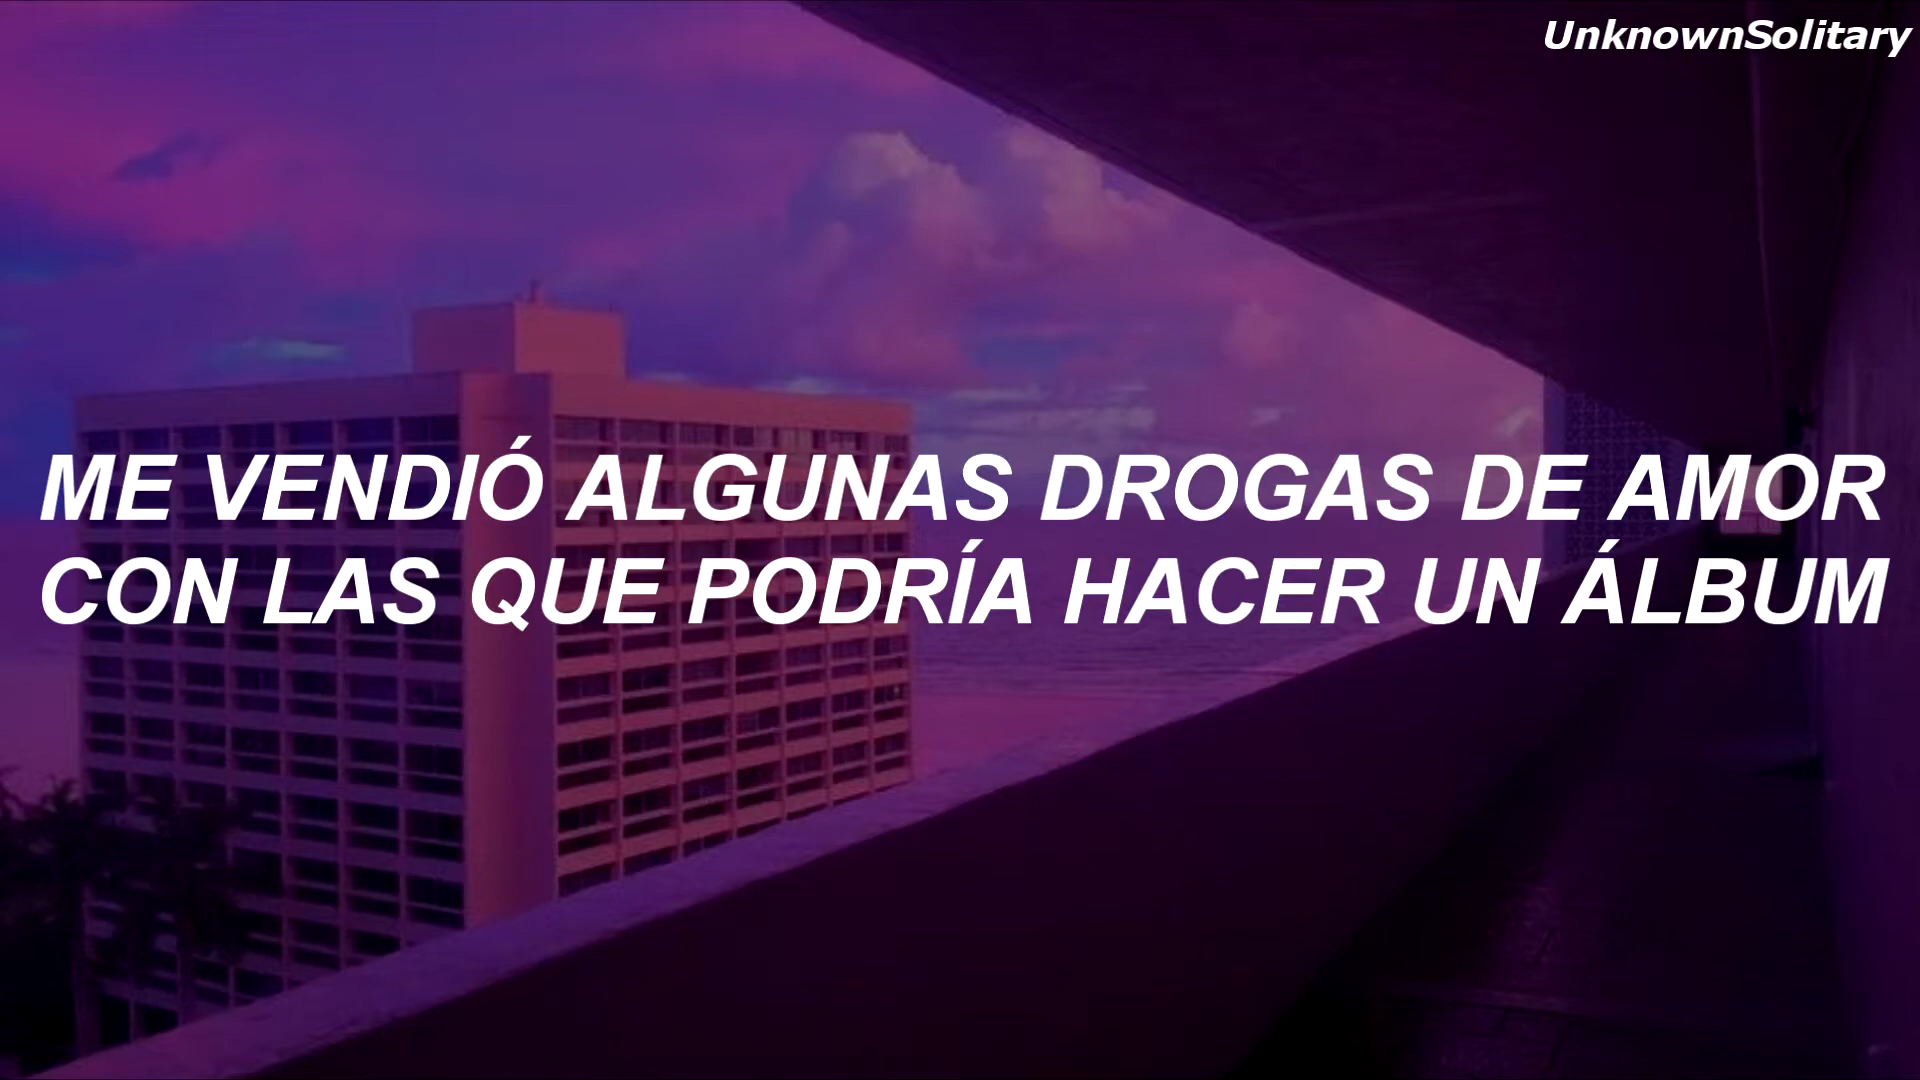 UnknownSolitary
ME VENDIÓ ALGUNAS DROGAS DE AMOR
CON LAS QUE PODRÍA HACER UN ÁLBUM